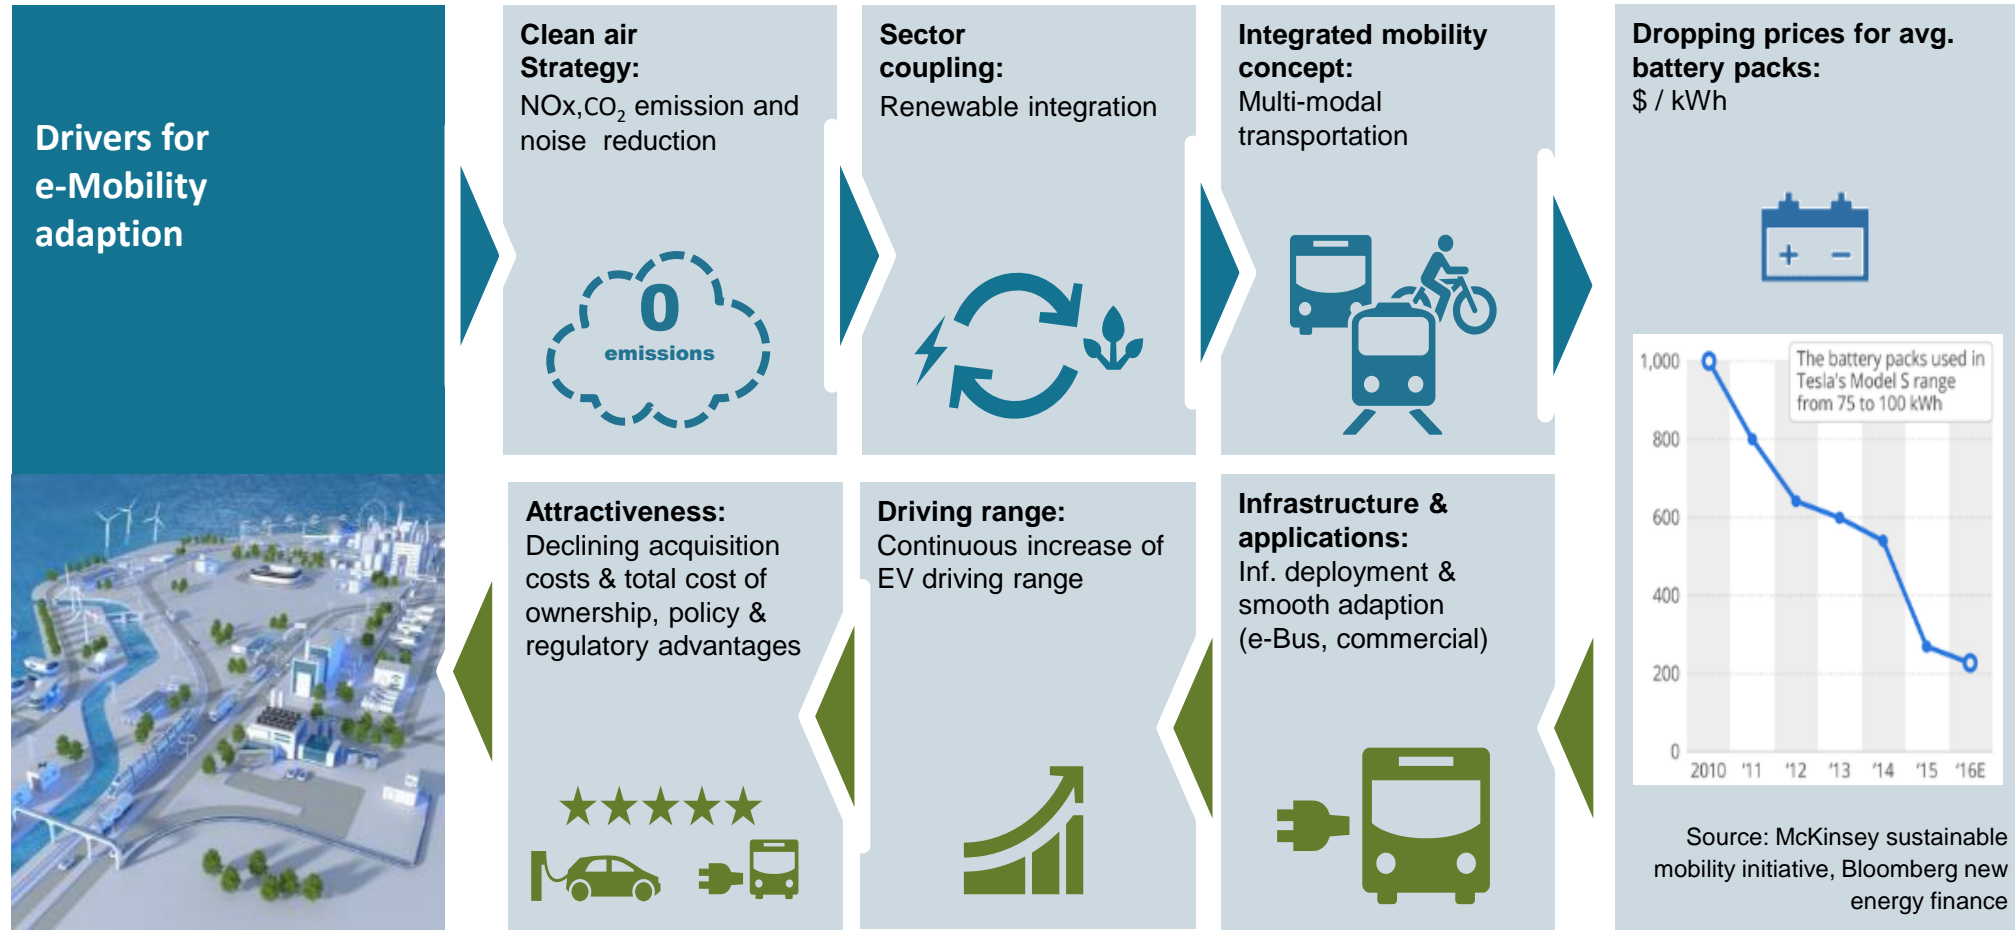 Drivers for
e-Mobility
adaption
Clean air
Strategy:
NOx,CO₂ emission and
noise reduction
0
emissions
Sector
coupling:
Renewable integration
Integrated mobility
concept:
Multi-modal
transportation
Dropping prices for avg.
battery packs:
$ / kWh
+ −
The battery packs used in
Tesla's Model S range
from 75 to 100 kWh
1,000
800
600
400
200
0
2010 '11 '12 '13 '14 '15 '16E
Source: McKinsey sustainable
mobility initiative, Bloomberg new
energy finance
Infrastructure &
applications:
Inf. deployment &
smooth adaption
(e-Bus, commercial)
Driving range:
Continuous increase of
EV driving range
Attractiveness:
Declining acquisition
costs & total cost of
ownership, policy &
regulatory advantages